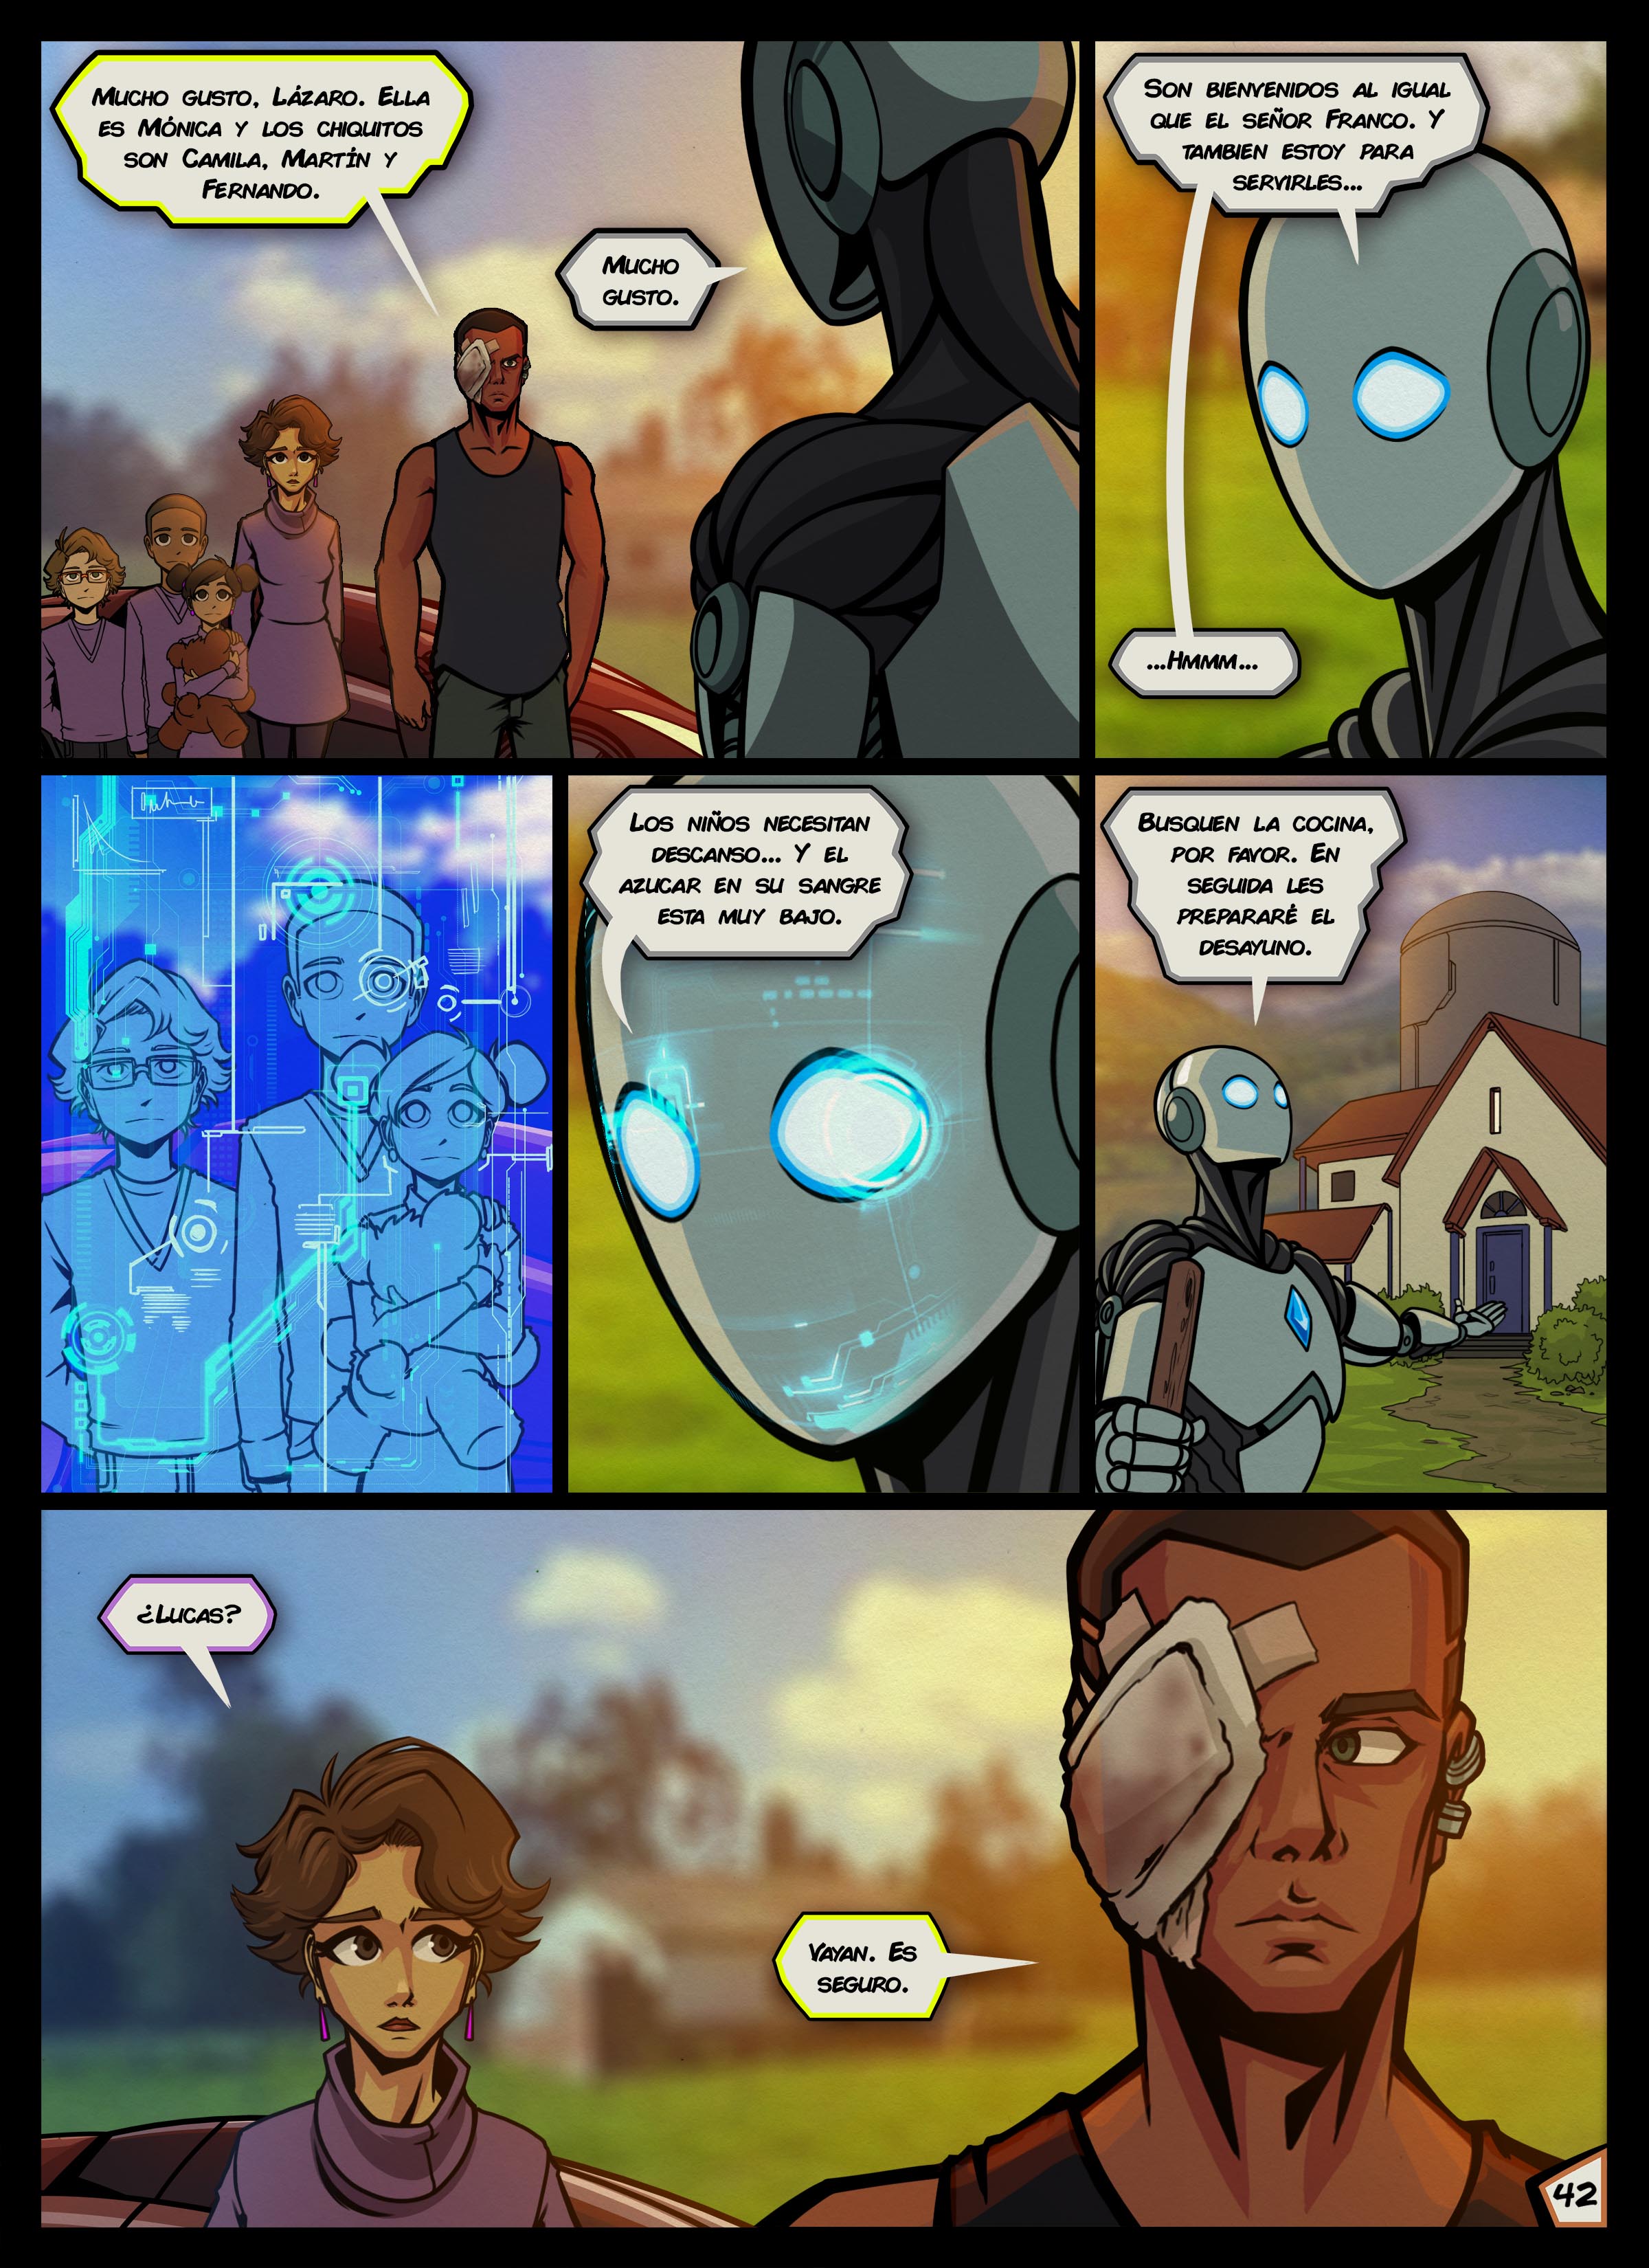 Mucho gusto, Lázaro. Ella
es Mónica y los chiquitos
son Camila, Martín y
Fernando.
Mucho
gusto.
Son bienvenidos al igual
que el señor Franco. Y
tambien estoy para
servirles...
...Hmmm...
Los niños necesitan
descanso... Y el
azucar en su sangre
esta muy bajo.
Busquen la cocina,
por favor. En
seguida les
prepararé el
desayuno.
¿Lucas?
Vayan. Es
seguro.
42